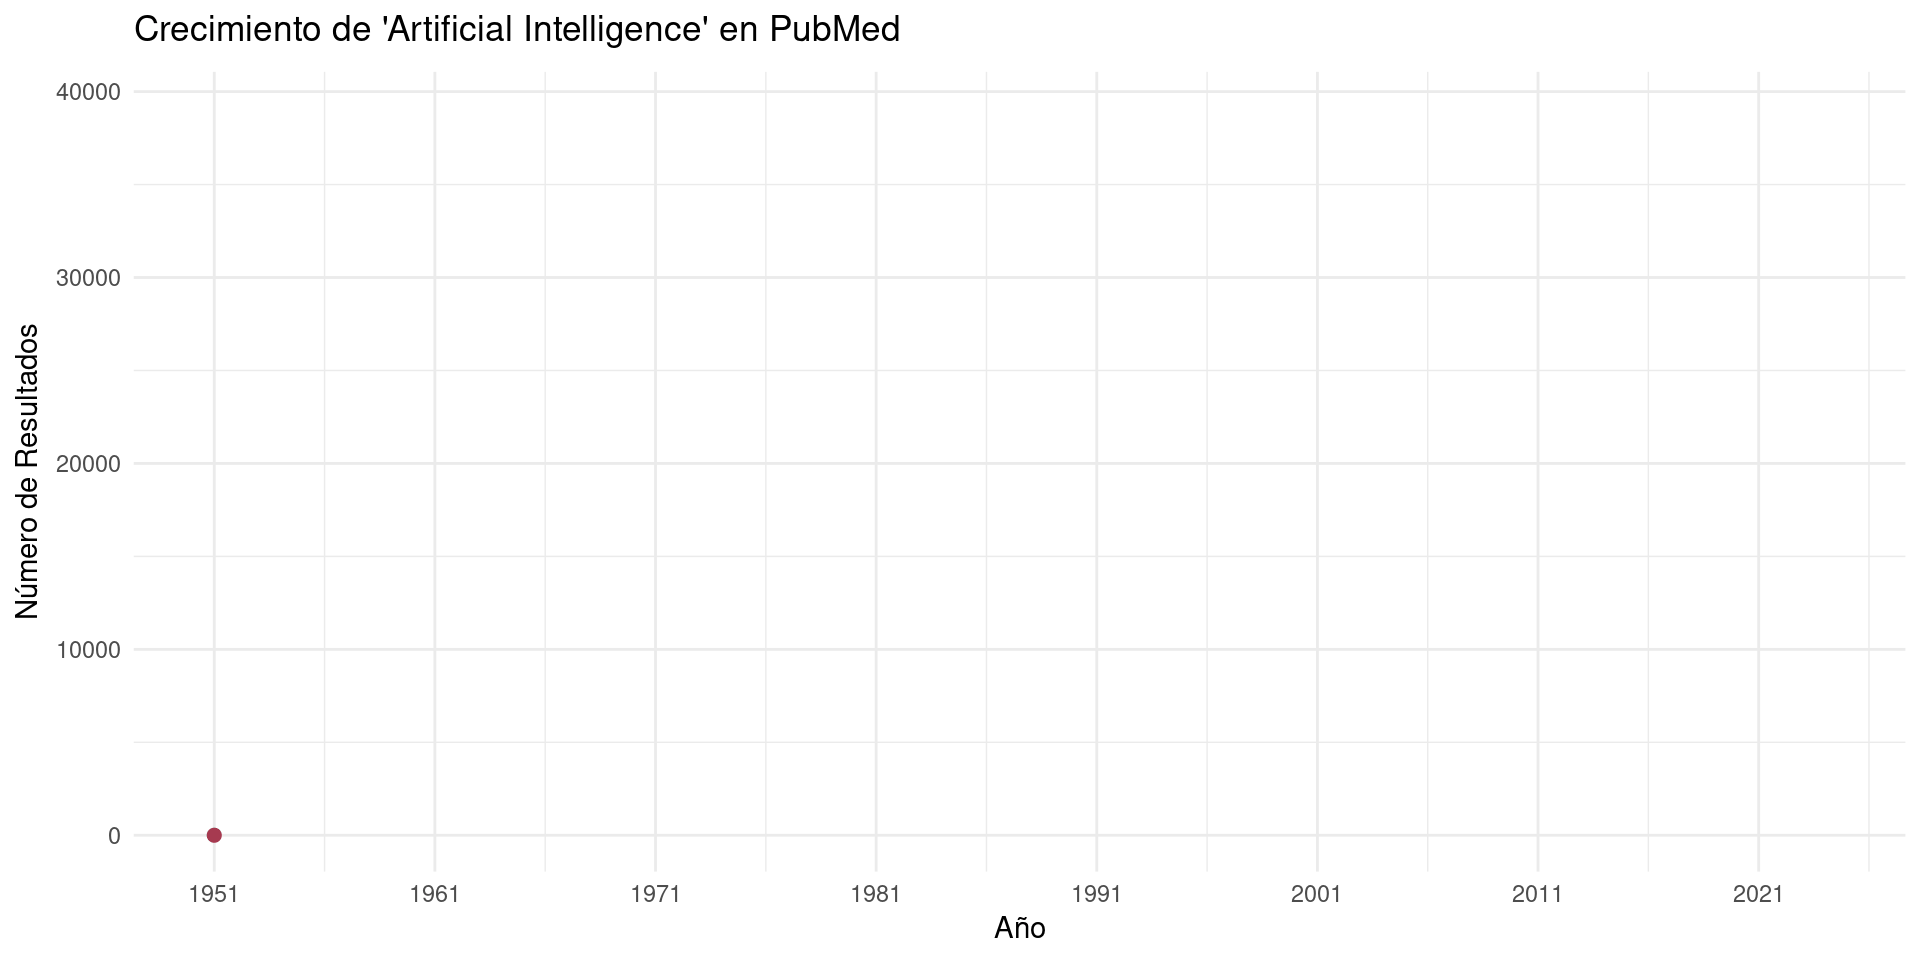 Crecimiento de 'Artificial Intelligence' en PubMed
40000
30000
20000
10000
0
Número de Resultados
1951 1961 1971 1981 1991 2001 2011 2021
Año